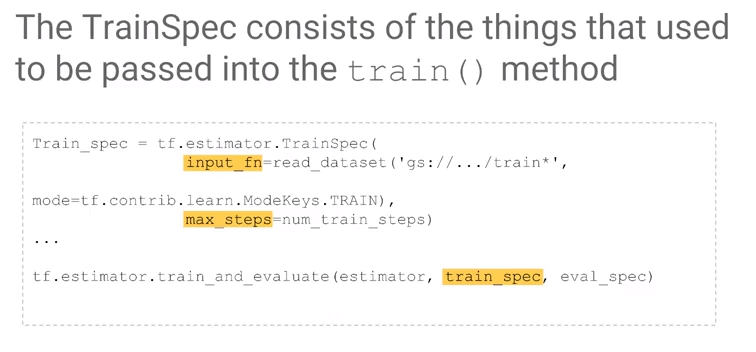 The TrainSpec consists of the things that used
to be passed into the train() method
Train_spec = tf.estimator.TrainSpec(
input_fn=read_dataset('gs://.../train*',
mode=tf.contrib.learn.ModeKeys.TRAIN),
max_steps=num_train_steps)
...
tf.estimator.train_and_evaluate(estimator, train_spec, eval_spec)